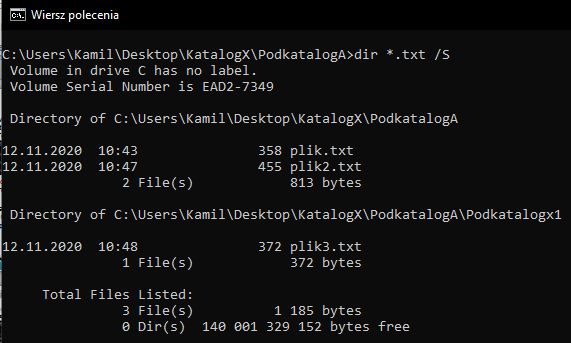 Wiersz polecenia
C:\Users\Kamil\Desktop\KatalogX\PodkatalogA>dir *.txt /S
Volume in drive C has no label.
Volume Serial Number is EAD2-7349
Directory of C:\Users\Kamil\Desktop\KatalogX\PodkatalogA
12.11.2020  10:43               358 plik.txt
12.11.2020  10:47               455 plik2.txt
2 File(s)            813 bytes
Directory of C:\Users\Kamil\Desktop\KatalogX\PodkatalogA\Podkatalogx1
12.11.2020  10:48               372 plik3.txt
1 File(s)            372 bytes
Total Files Listed:
3 File(s)          1 185 bytes
0 Dir(s)  140 001 329 152 bytes free